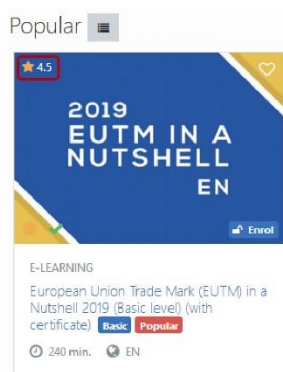 Popular
4.5
2019
EUTM IN A
NUTSHELL
EN
Enrol
E-LEARNING
European Union Trade Mark (EUTM) in a
Nutshell 2019 (Basic level) (with
certificate) Basic Popular
240 min. EN